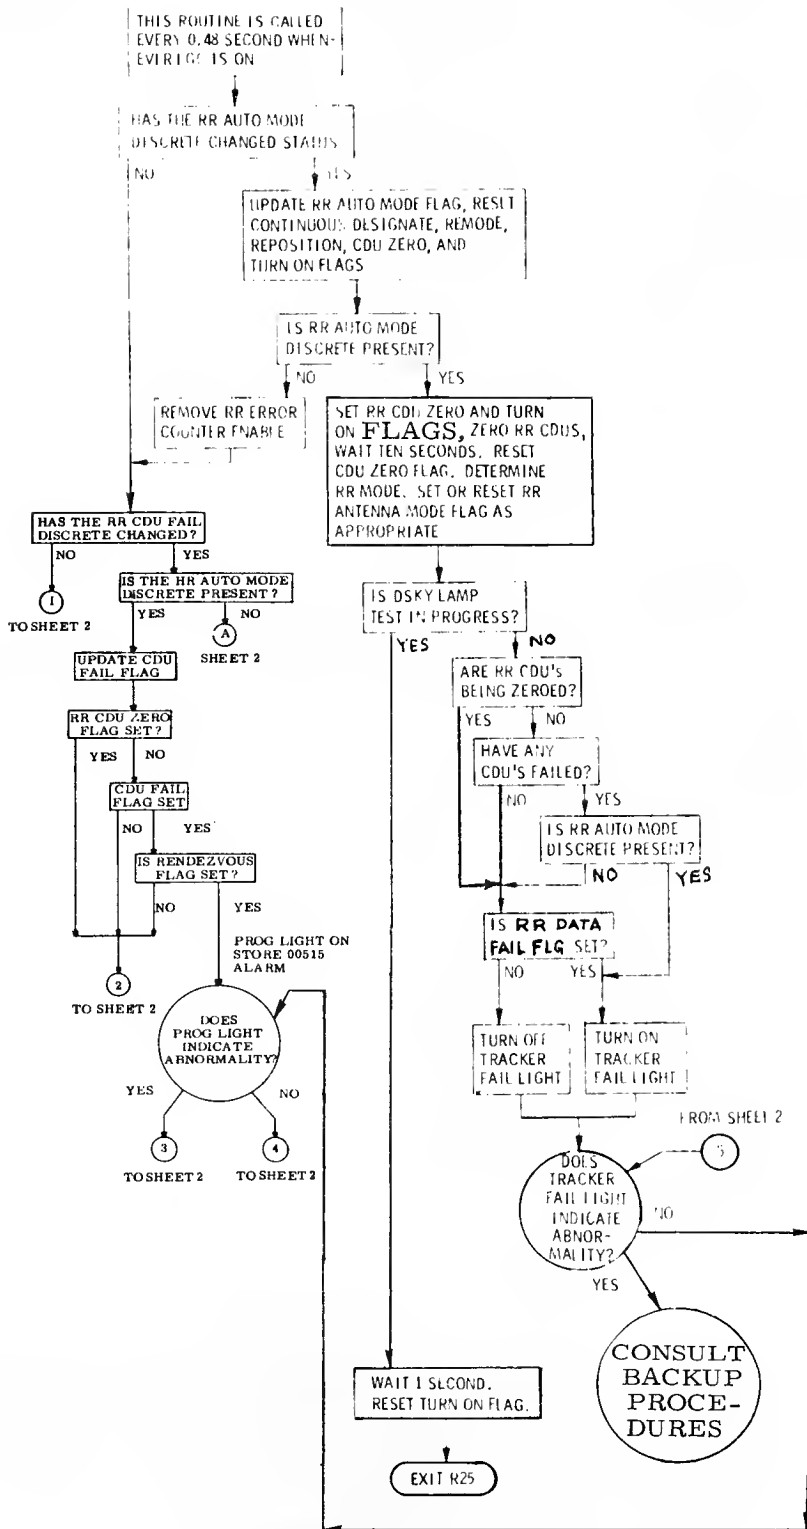 THIS ROUTINE IS CALLED
EVERY 0.48 SECOND WHEN-
EVER LGC IS ON
HAS THE RR AUTO MODE
DISCRETE CHANGED STATUS
NO
YES
UPDATE RR AUTO MODE FLAG, RESET
CONTINUOUS DESIGNATE, REMODE,
REPOSITION, CDU ZERO, AND
TURN ON FLAGS
IS RR AUTO MODE
DISCRETE PRESENT?
NO
YES
REMOVE RR ERROR
COUNTER ENABLE
SET RR CDU ZERO AND TURN
ON FLAGS, ZERO RR CDUS,
WAIT TEN SECONDS. RESET
CDU ZERO FLAG. DETERMINE
RR MODE. SET OR RESET RR
ANTENNA MODE FLAG AS
APPROPRIATE
HAS THE RR CDU FAIL
DISCRETE CHANGED?
NO
YES
1
TO SHEET 2
IS THE HR AUTO MODE
DISCRETE PRESENT?
YES
NO
A
SHEET 2
UPDATE CDU
FAIL FLAG
RR CDU ZERO
FLAG SET?
YES
NO
CDU FAIL
FLAG SET
NO
YES
IS RENDEZVOUS
FLAG SET?
NO
YES
2
TO SHEET 2
PROG LIGHT ON
STORE 00515
ALARM
DOES
PROG LIGHT
INDICATE
ABNORMALITY?
YES
NO
3
TO SHEET 2
4
TO SHEET 2
IS DSKY LAMP
TEST IN PROGRESS?
YES
NO
ARE RR CDU's
BEING ZEROED?
YES
NO
HAVE ANY
CDU'S FAILED?
NO
YES
IS RR AUTO MODE
DISCRETE PRESENT?
NO
YES
IS RR DATA
FAIL FLG SET?
NO
YES
TURN OFF
TRACKER
FAIL LIGHT
TURN ON
TRACKER
FAIL LIGHT
FROM SHEET 2
5
DOES
TRACKER
FAIL LIGHT
INDICATE
ABNOR-
MALITY?
NO
YES
CONSULT
BACKUP
PROCE-
DURES
WAIT 1 SECOND.
RESET TURN ON FLAG.
EXIT R25